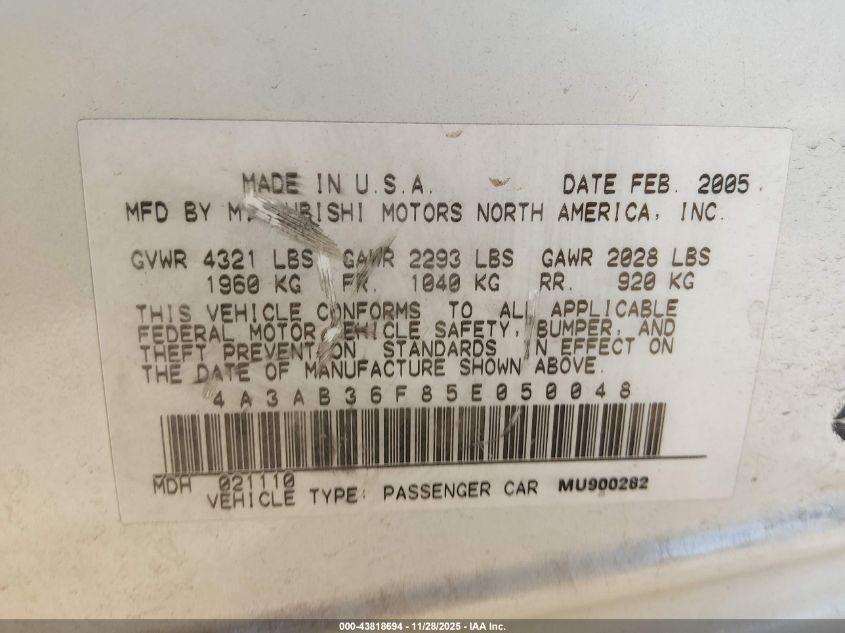 MADE IN U.S.A. DATE FEB. 2005.
MFD BY MITSUBISHI MOTORS NORTH AMERICA, INC.
GVWR 4321 LBS GAWR 2293 LBS GAWR 2028 LBS
1960 KG FR. 1040 KG RR. 920 KG
THIS VEHICLE CONFORMS TO ALL APPLICABLE
FEDERAL MOTOR VEHICLE SAFETY, BUMPER, AND
THEFT PREVENTION STANDARDS IN EFFECT ON
THE DATE OF MANUFACTURE SHOWN ABOVE.
4A3AB36F85E050048
MDH 021110
VEHICLE TYPE: PASSENGER CAR MU900282
000-43818694 - 11/28/2025 - IAA Inc.